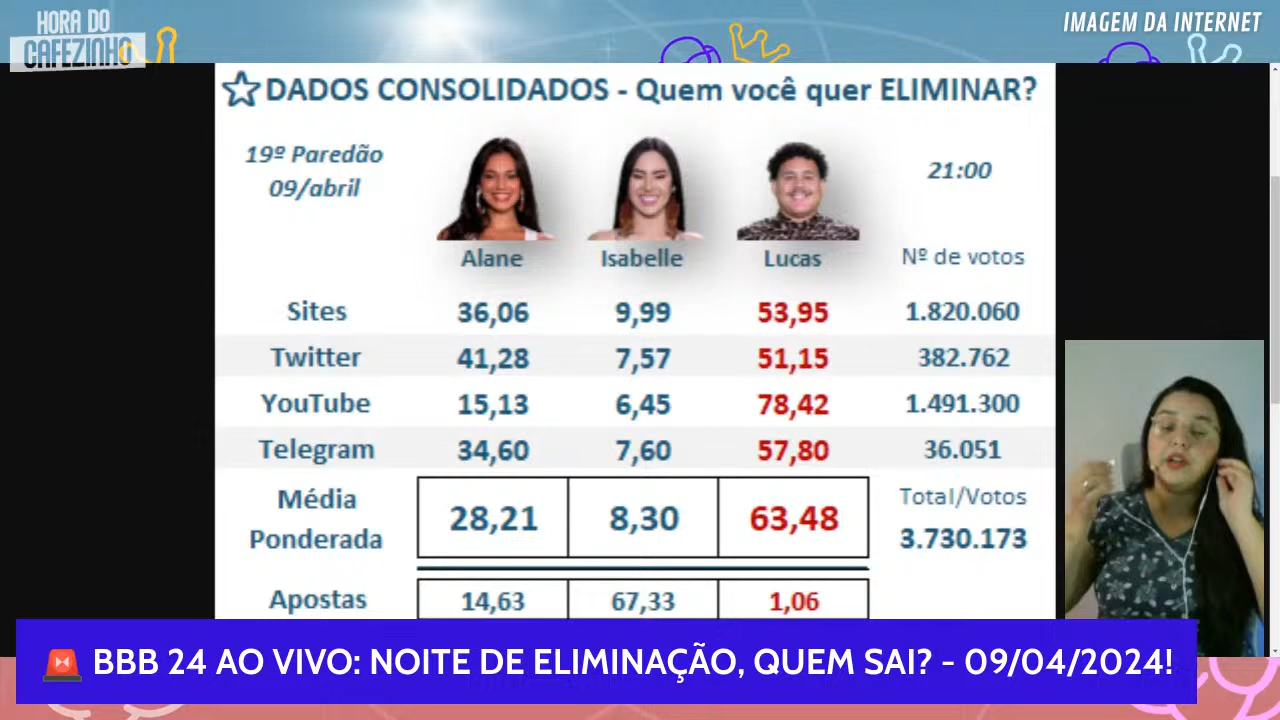 HORA DO
CAFEZINHO
IMAGEM DA INTERNET
DADOS CONSOLIDADOS - Quem você quer ELIMINAR?
19º Paredão
09/abril
21:00
Alane Isabelle Lucas Nº de votos
Sites 36,06 9,99 53,95 1.820.060
Twitter 41,28 7,57 51,15 382.762
YouTube 15,13 6,45 78,42 1.491.300
Telegram 34,60 7,60 57,80 36.051
Média Ponderada 28,21 8,30 63,48 Total/Votos
3.730.173
Apostas 14,63 67,33 1,06
BBB 24 AO VIVO: NOITE DE ELIMINAÇÃO, QUEM SAI? - 09/04/2024!